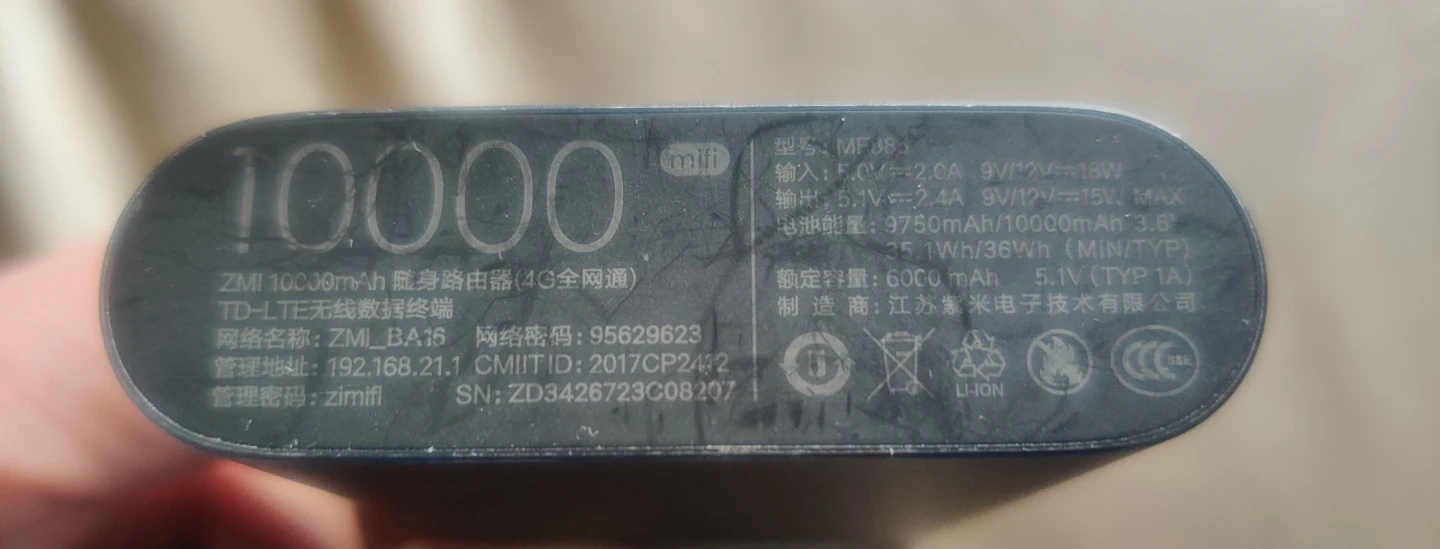 10000 mifi
ZMI 10000mAh 随身路由器(4G全网通)
TD-LTE无线数据终端
网络名称: ZMI_BA16 网络密码: 95629623
管理地址: 192.168.21.1 CMIIT ID: 2017CP2432
管理密码: zimifi SN: ZD3426723C08207
型号:
输入: 5.0V⎓2.0A 9V/12V⎓18W
输出: 5.1V⎓2.4A 9V/12V⎓15W MAX
电池能量: 9750mAh/10000mAh
35.1Wh/36Wh (MIN/TYP)
额定容量: 6000mAh 5.1V (TYP 1A)
制造商: 江苏紫米电子技术有限公司
LI-ION
CCC S&E